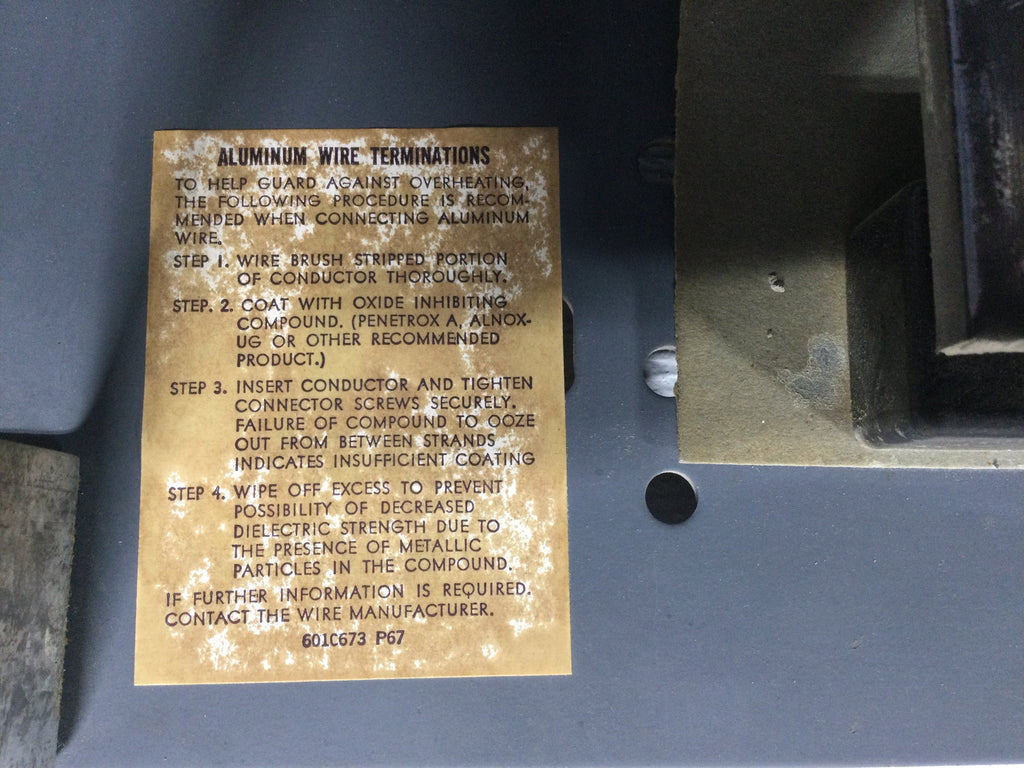 ALUMINUM WIRE TERMINATIONS
TO HELP GUARD AGAINST OVERHEATING,
THE FOLLOWING PROCEDURE IS RECOM-
MENDED WHEN CONNECTING ALUMINUM
WIRE.
STEP 1. WIRE BRUSH STRIPPED PORTION
OF CONDUCTOR THOROUGHLY.
STEP. 2. COAT WITH OXIDE INHIBITING
COMPOUND. (PENETROX A, ALNOX-
UG OR OTHER RECOMMENDED
PRODUCT.)
STEP 3. INSERT CONDUCTOR AND TIGHTEN
CONNECTOR SCREWS SECURELY.
FAILURE OF COMPOUND TO OOZE
OUT FROM BETWEEN STRANDS
INDICATES INSUFFICIENT COATING
STEP 4. WIPE OFF EXCESS TO PREVENT
POSSIBILITY OF DECREASED
DIELECTRIC STRENGTH DUE TO
THE PRESENCE OF METALLIC
PARTICLES IN THE COMPOUND.
IF FURTHER INFORMATION IS REQUIRED.
CONTACT THE WIRE MANUFACTURER.
601C673 P67